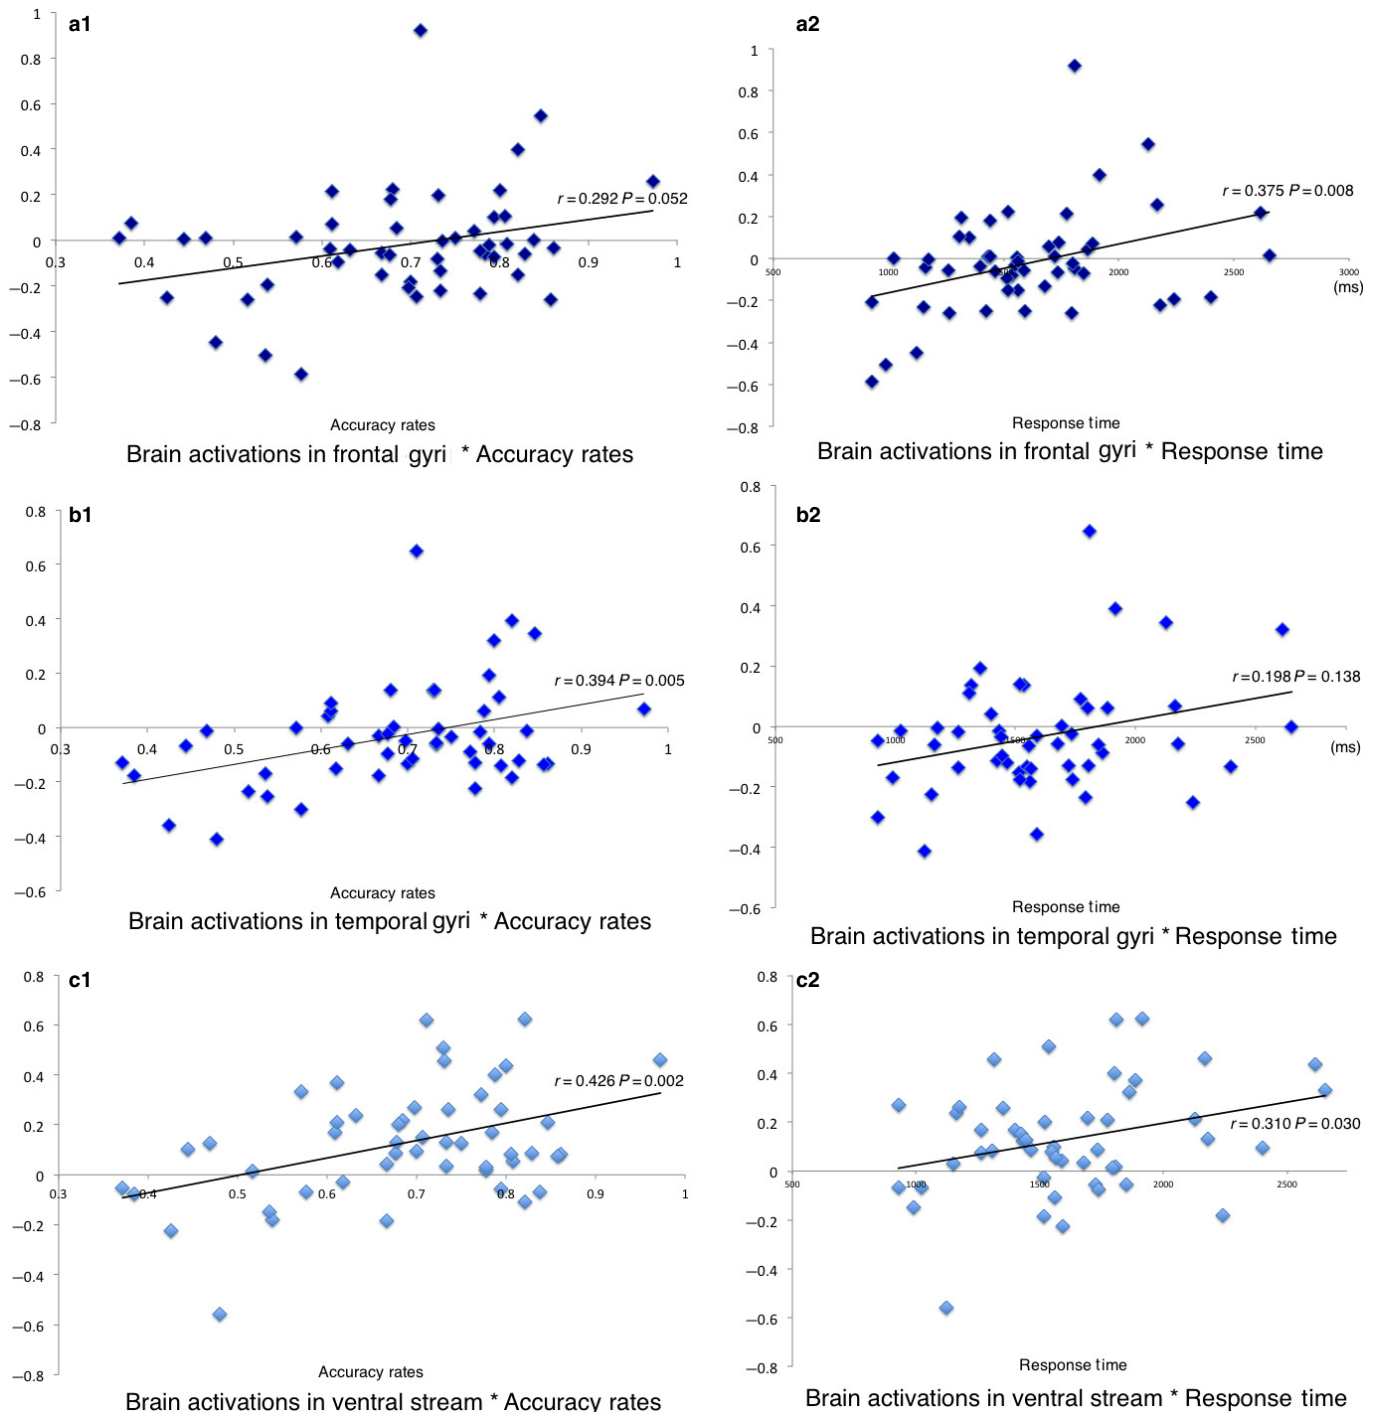 a1
1
0.8
0.6
0.4
0.2
0
−0.2
−0.4
−0.6
−0.8
0.3 0.4 0.5 0.6 0.7 0.8 0.9 1
r=0.292 P=0.052
Accuracy rates
Brain activations in frontal gyri * Accuracy rates
a2
1
0.8
0.6
0.4
0.2
0
−0.2
−0.4
−0.6
−0.8
500 1000 1500 2000 2500 3000
(ms)
r=0.375 P=0.008
Response time
Brain activations in frontal gyri * Response time
b1
0.8
0.6
0.4
0.2
0
−0.2
−0.4
−0.6
0.3 0.4 0.5 0.6 0.7 0.8 0.9 1
r=0.394 P=0.005
Accuracy rates
Brain activations in temporal gyri * Accuracy rates
b2
0.8
0.6
0.4
0.2
0
−0.2
−0.4
−0.6
500 1000 1500 2000 2500
(ms)
r=0.198 P=0.138
Response time
Brain activations in temporal gyri * Response time
c1
0.8
0.6
0.4
0.2
0
−0.2
−0.4
−0.6
−0.8
0.3 0.4 0.5 0.6 0.7 0.8 0.9 1
r=0.426 P=0.002
Accuracy rates
Brain activations in ventral stream * Accuracy rates
c2
0.8
0.6
0.4
0.2
0
−0.2
−0.4
−0.6
−0.8
500 1000 1500 2000 2500
r=0.310 P=0.030
Response time
Brain activations in ventral stream * Response time